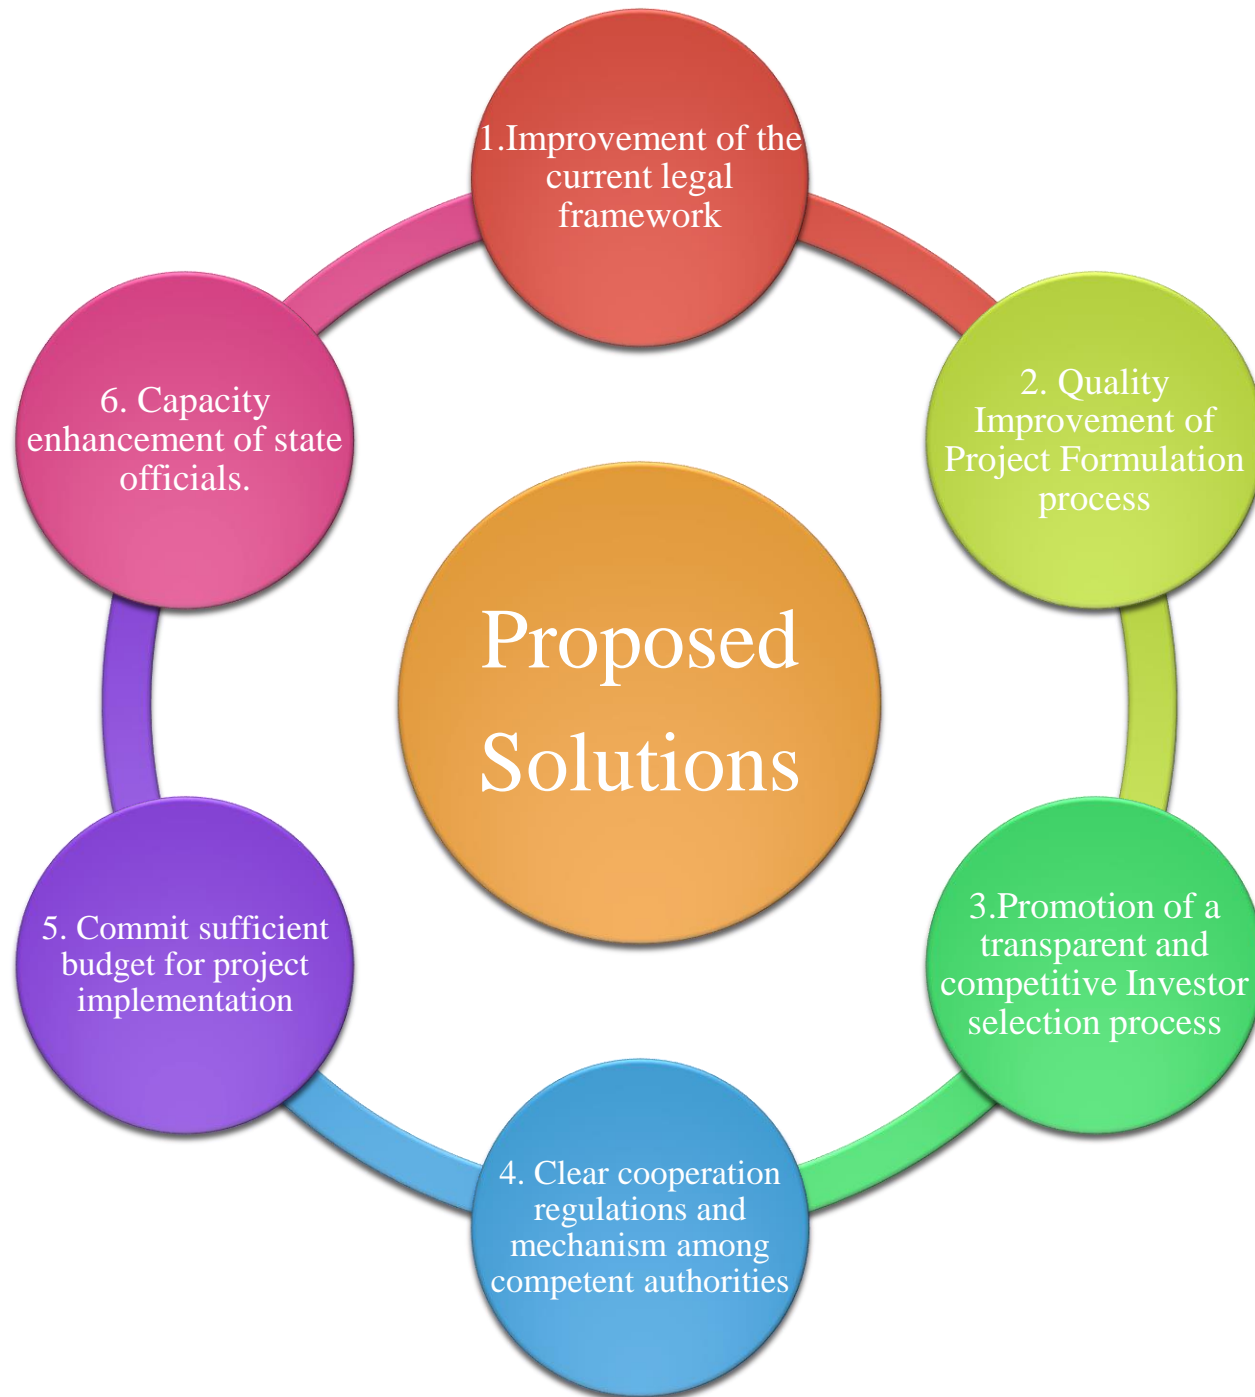 1.Improvement of the
current legal
framework
2. Quality
Improvement of
Project Formulation
process
3.Promotion of a
transparent and
competitive Investor
selection process
4. Clear cooperation
regulations and
mechanism among
competent authorities
5. Commit sufficient
budget for project
implementation
6. Capacity
enhancement of state
officials.
Proposed
Solutions